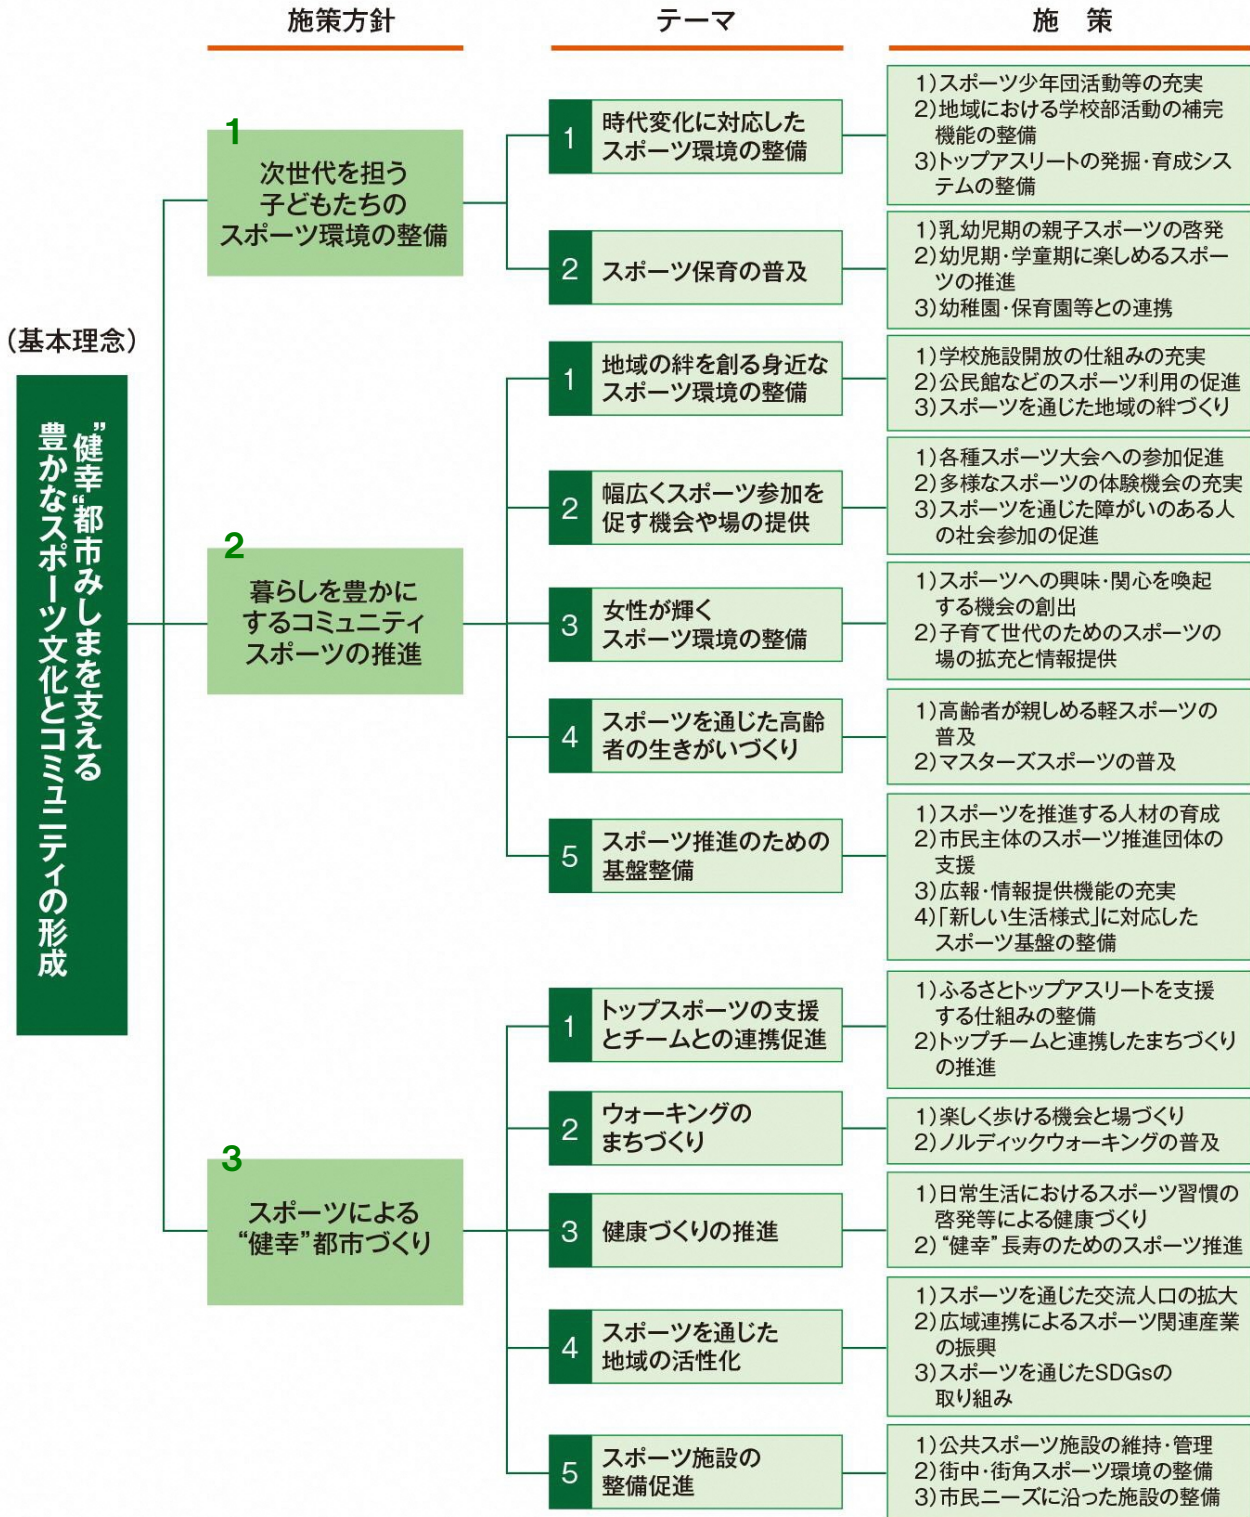 施策方針
テーマ
施　策
（基本理念）
”健幸“都市みしまを支える
豊かなスポーツ文化とコミュニティの形成
1
次世代を担う
子どもたちの
スポーツ環境の整備
1
時代変化に対応した
スポーツ環境の整備
1）スポーツ少年団活動等の充実
2）地域における学校部活動の補完
機能の整備
3）トップアスリートの発掘・育成シス
テムの整備
2
スポーツ保育の普及
1）乳幼児期の親子スポーツの啓発
2）幼児期・学童期に楽しめるスポー
ツの推進
3）幼稚園・保育園等との連携
2
暮らしを豊かに
するコミュニティ
スポーツの推進
1
地域の絆を創る身近な
スポーツ環境の整備
1）学校施設開放の仕組みの充実
2）公民館などのスポーツ利用の促進
3）スポーツを通じた地域の絆づくり
2
幅広くスポーツ参加を
促す機会や場の提供
1）各種スポーツ大会への参加促進
2）多様なスポーツの体験機会の充実
3）スポーツを通じた障がいのある人
の社会参加の促進
3
女性が輝く
スポーツ環境の整備
1）スポーツへの興味・関心を喚起
する機会の創出
2）子育て世代のためのスポーツの
場の拡充と情報提供
4
スポーツを通じた高齢
者の生きがいづくり
1）高齢者が親しめる軽スポーツの
普及
2）マスターズスポーツの普及
5
スポーツ推進のための
基盤整備
1）スポーツを推進する人材の育成
2）市民主体のスポーツ推進団体の
支援
3）広報・情報提供機能の充実
4）「新しい生活様式」に対応した
スポーツ基盤の整備
3
スポーツによる
“健幸”都市づくり
1
トップスポーツの支援
とチームとの連携促進
1）ふるさとトップアスリートを支援
する仕組みの整備
2）トップチームと連携したまちづくり
の推進
2
ウォーキングの
まちづくり
1）楽しく歩ける機会と場づくり
2）ノルディックウォーキングの普及
3
健康づくりの推進
1）日常生活におけるスポーツ習慣の
啓発等による健康づくり
2）“健幸”長寿のためのスポーツ推進
4
スポーツを通じた
地域の活性化
1）スポーツを通じた交流人口の拡大
2）広域連携によるスポーツ関連産業
の振興
3）スポーツを通じたSDGsの
取り組み
5
スポーツ施設の
整備促進
1）公共スポーツ施設の維持・管理
2）街中・街角スポーツ環境の整備
3）市民ニーズに沿った施設の整備